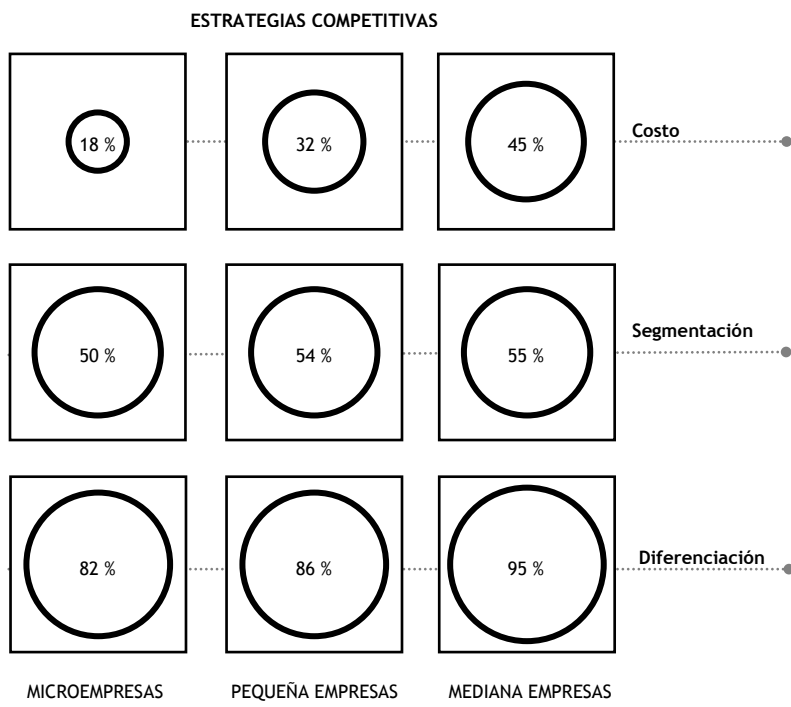 ESTRATEGIAS COMPETITIVAS
18 %
32 %
45 %
Costo
50 %
54 %
55 %
Segmentación
82 %
86 %
95 %
Diferenciación
MICROEMPRESAS
PEQUEÑA EMPRESAS
MEDIANA EMPRESAS